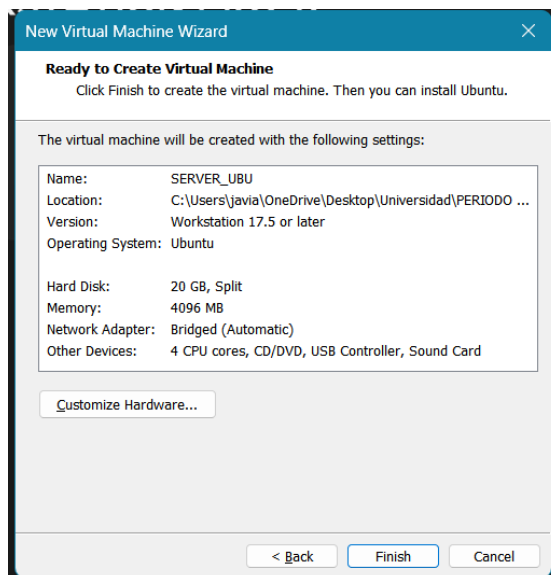 New Virtual Machine Wizard
Ready to Create Virtual Machine
Click Finish to create the virtual machine. Then you can install Ubuntu.
The virtual machine will be created with the following settings:
Name: SERVER_UBU
Location: C:\Users\javia\OneDrive\Desktop\Universidad\PERIODO ...
Version: Workstation 17.5 or later
Operating System: Ubuntu
Hard Disk: 20 GB, Split
Memory: 4096 MB
Network Adapter: Bridged (Automatic)
Other Devices: 4 CPU cores, CD/DVD, USB Controller, Sound Card
Customize Hardware...
< Back Finish Cancel